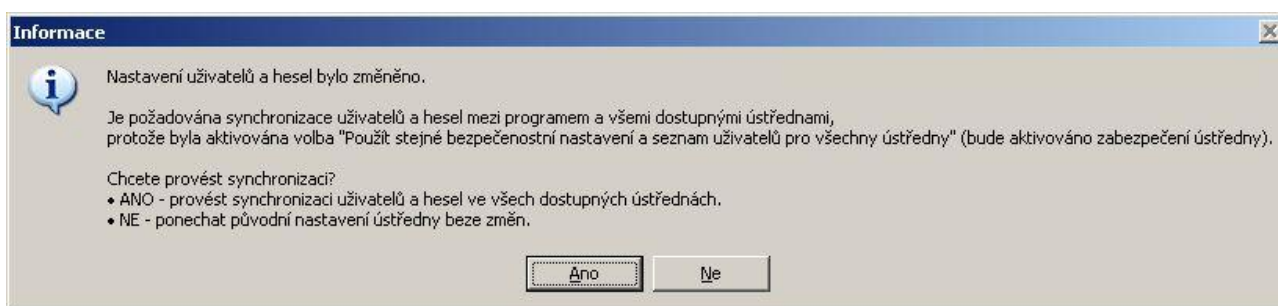 Informace
Nastavení uživatelů a hesel bylo změněno.
Je požadována synchronizace uživatelů a hesel mezi programem a všemi dostupnými ústřednami,
protože byla aktivována volba "Použít stejné bezpečenostní nastavení a seznam uživatelů pro všechny ústředny" (bude aktivováno zabezpečení ústředny).
Chcete provést synchronizaci?
• ANO - provést synchronizaci uživatelů a hesel ve všech dostupných ústřednách.
• NE - ponechat původní nastavení ústředny beze změn.
Ano Ne